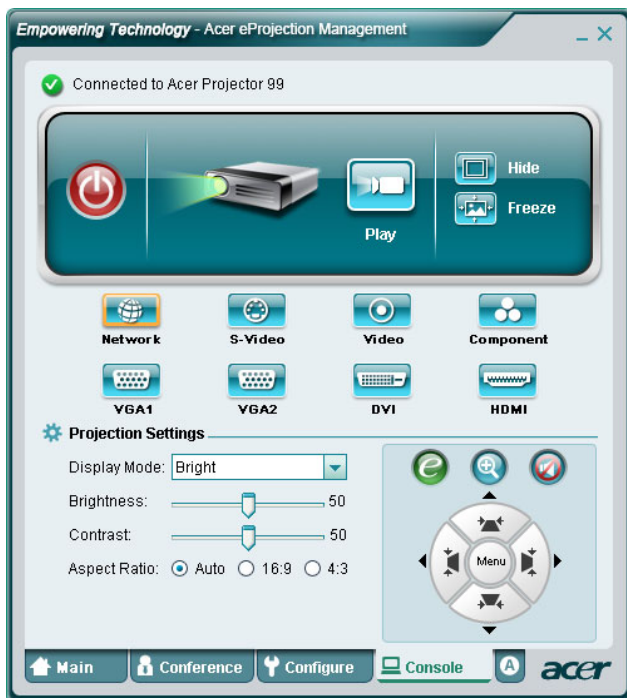 Empowering Technology - Acer eProjection Management
Connected to Acer Projector 99
Hide
Freeze
Play
Network S-Video Video Component
VGA1 VGA2 DVI HDMI
Projection Settings
Display Mode: Bright
Brightness: 50
Contrast: 50
Aspect Ratio: Auto 16:9 4:3
e
Menu
Main Conference Configure Console A acer